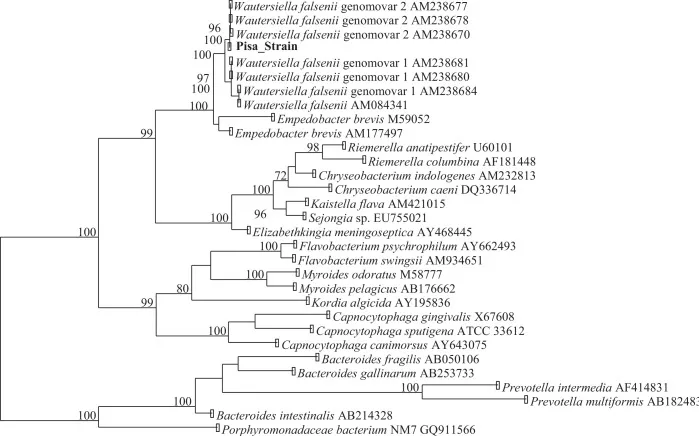 Wautersiella falsenii genomovar 2 AM238677
Wautersiella falsenii genomovar 2 AM238678
96 Wautersiella falsenii genomovar 2 AM238670
100 Pisa_Strain
100 Wautersiella falsenii genomovar 1 AM238681
97 Wautersiella falsenii genomovar 1 AM238680
100 Wautersiella falsenii genomovar 1 AM238684
100 Wautersiella falsenii AM084341
Empedobacter brevis M59052
99 Empedobacter brevis AM177497
98 Riemerella anatipestifer U60101
Riemerella columbina AF181448
72 Chryseobacterium indologenes AM232813
100 Chryseobacterium caeni DQ336714
Kaistella flava AM421015
100 96 Sejongia sp. EU755021
100 Elizabethkingia meningoseptica AY468445
100 Flavobacterium psychrophilum AY662493
Flavobacterium swingsii AM934651
100 Myroides odoratus M58777
80 Myroides pelagicus AB176662
99 Kordia algicida AY195836
Capnocytophaga gingivalis X67608
100 Capnocytophaga sputigena ATCC 33612
Capnocytophaga canimorsus AY643075
Bacteroides fragilis AB050106
Bacteroides gallinarum AB253733
100 Prevotella intermedia AF414831
100 Prevotella multiformis AB182483
100 Bacteroides intestinalis AB214328
Porphyromonadaceae bacterium NM7 GQ911566